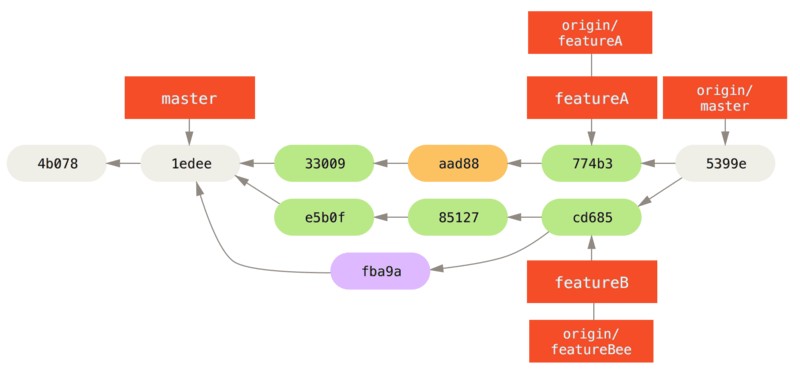 origin/
featureA
master
featureA
origin/
master
4b078
1edee
33009
aad88
774b3
5399e
e5b0f
85127
cd685
fba9a
featureB
origin/
featureBee